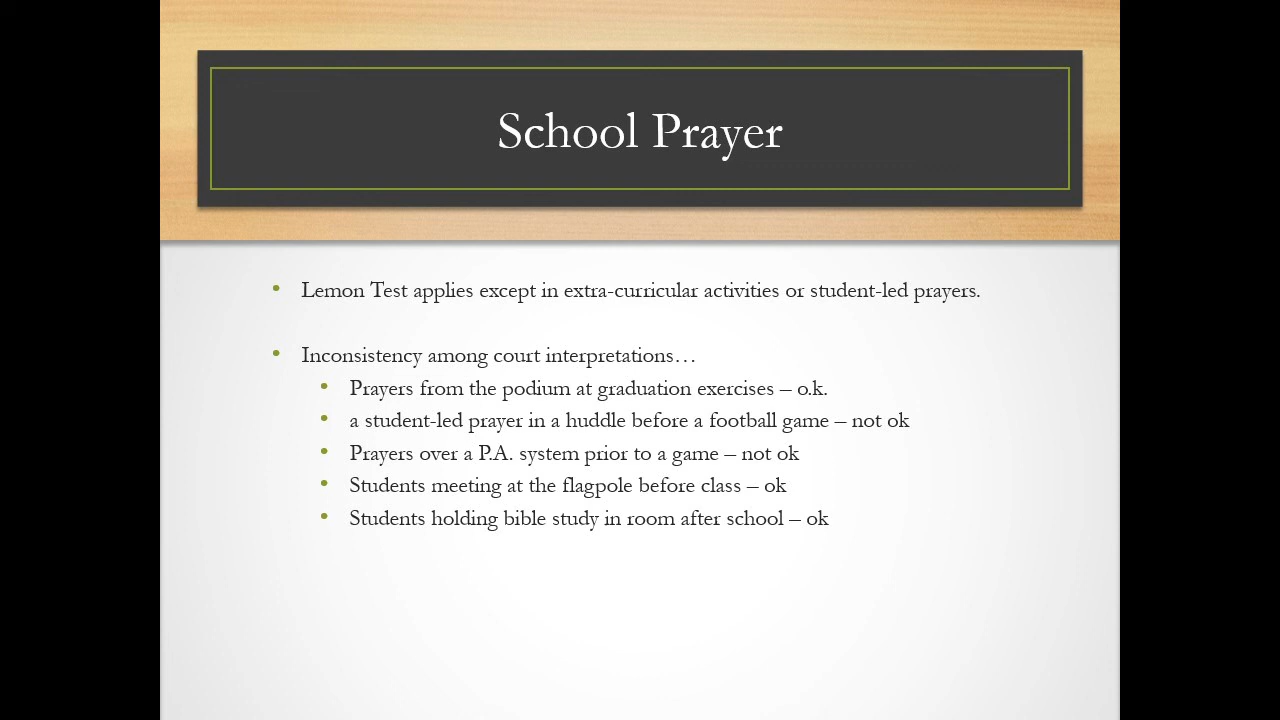 School Prayer
• Lemon Test applies except in extra-curricular activities or student-led prayers.
• Inconsistency among court interpretations…
• Prayers from the podium at graduation exercises – o.k.
• a student-led prayer in a huddle before a football game – not ok
• Prayers over a P.A. system prior to a game – not ok
• Students meeting at the flagpole before class – ok
• Students holding bible study in room after school – ok